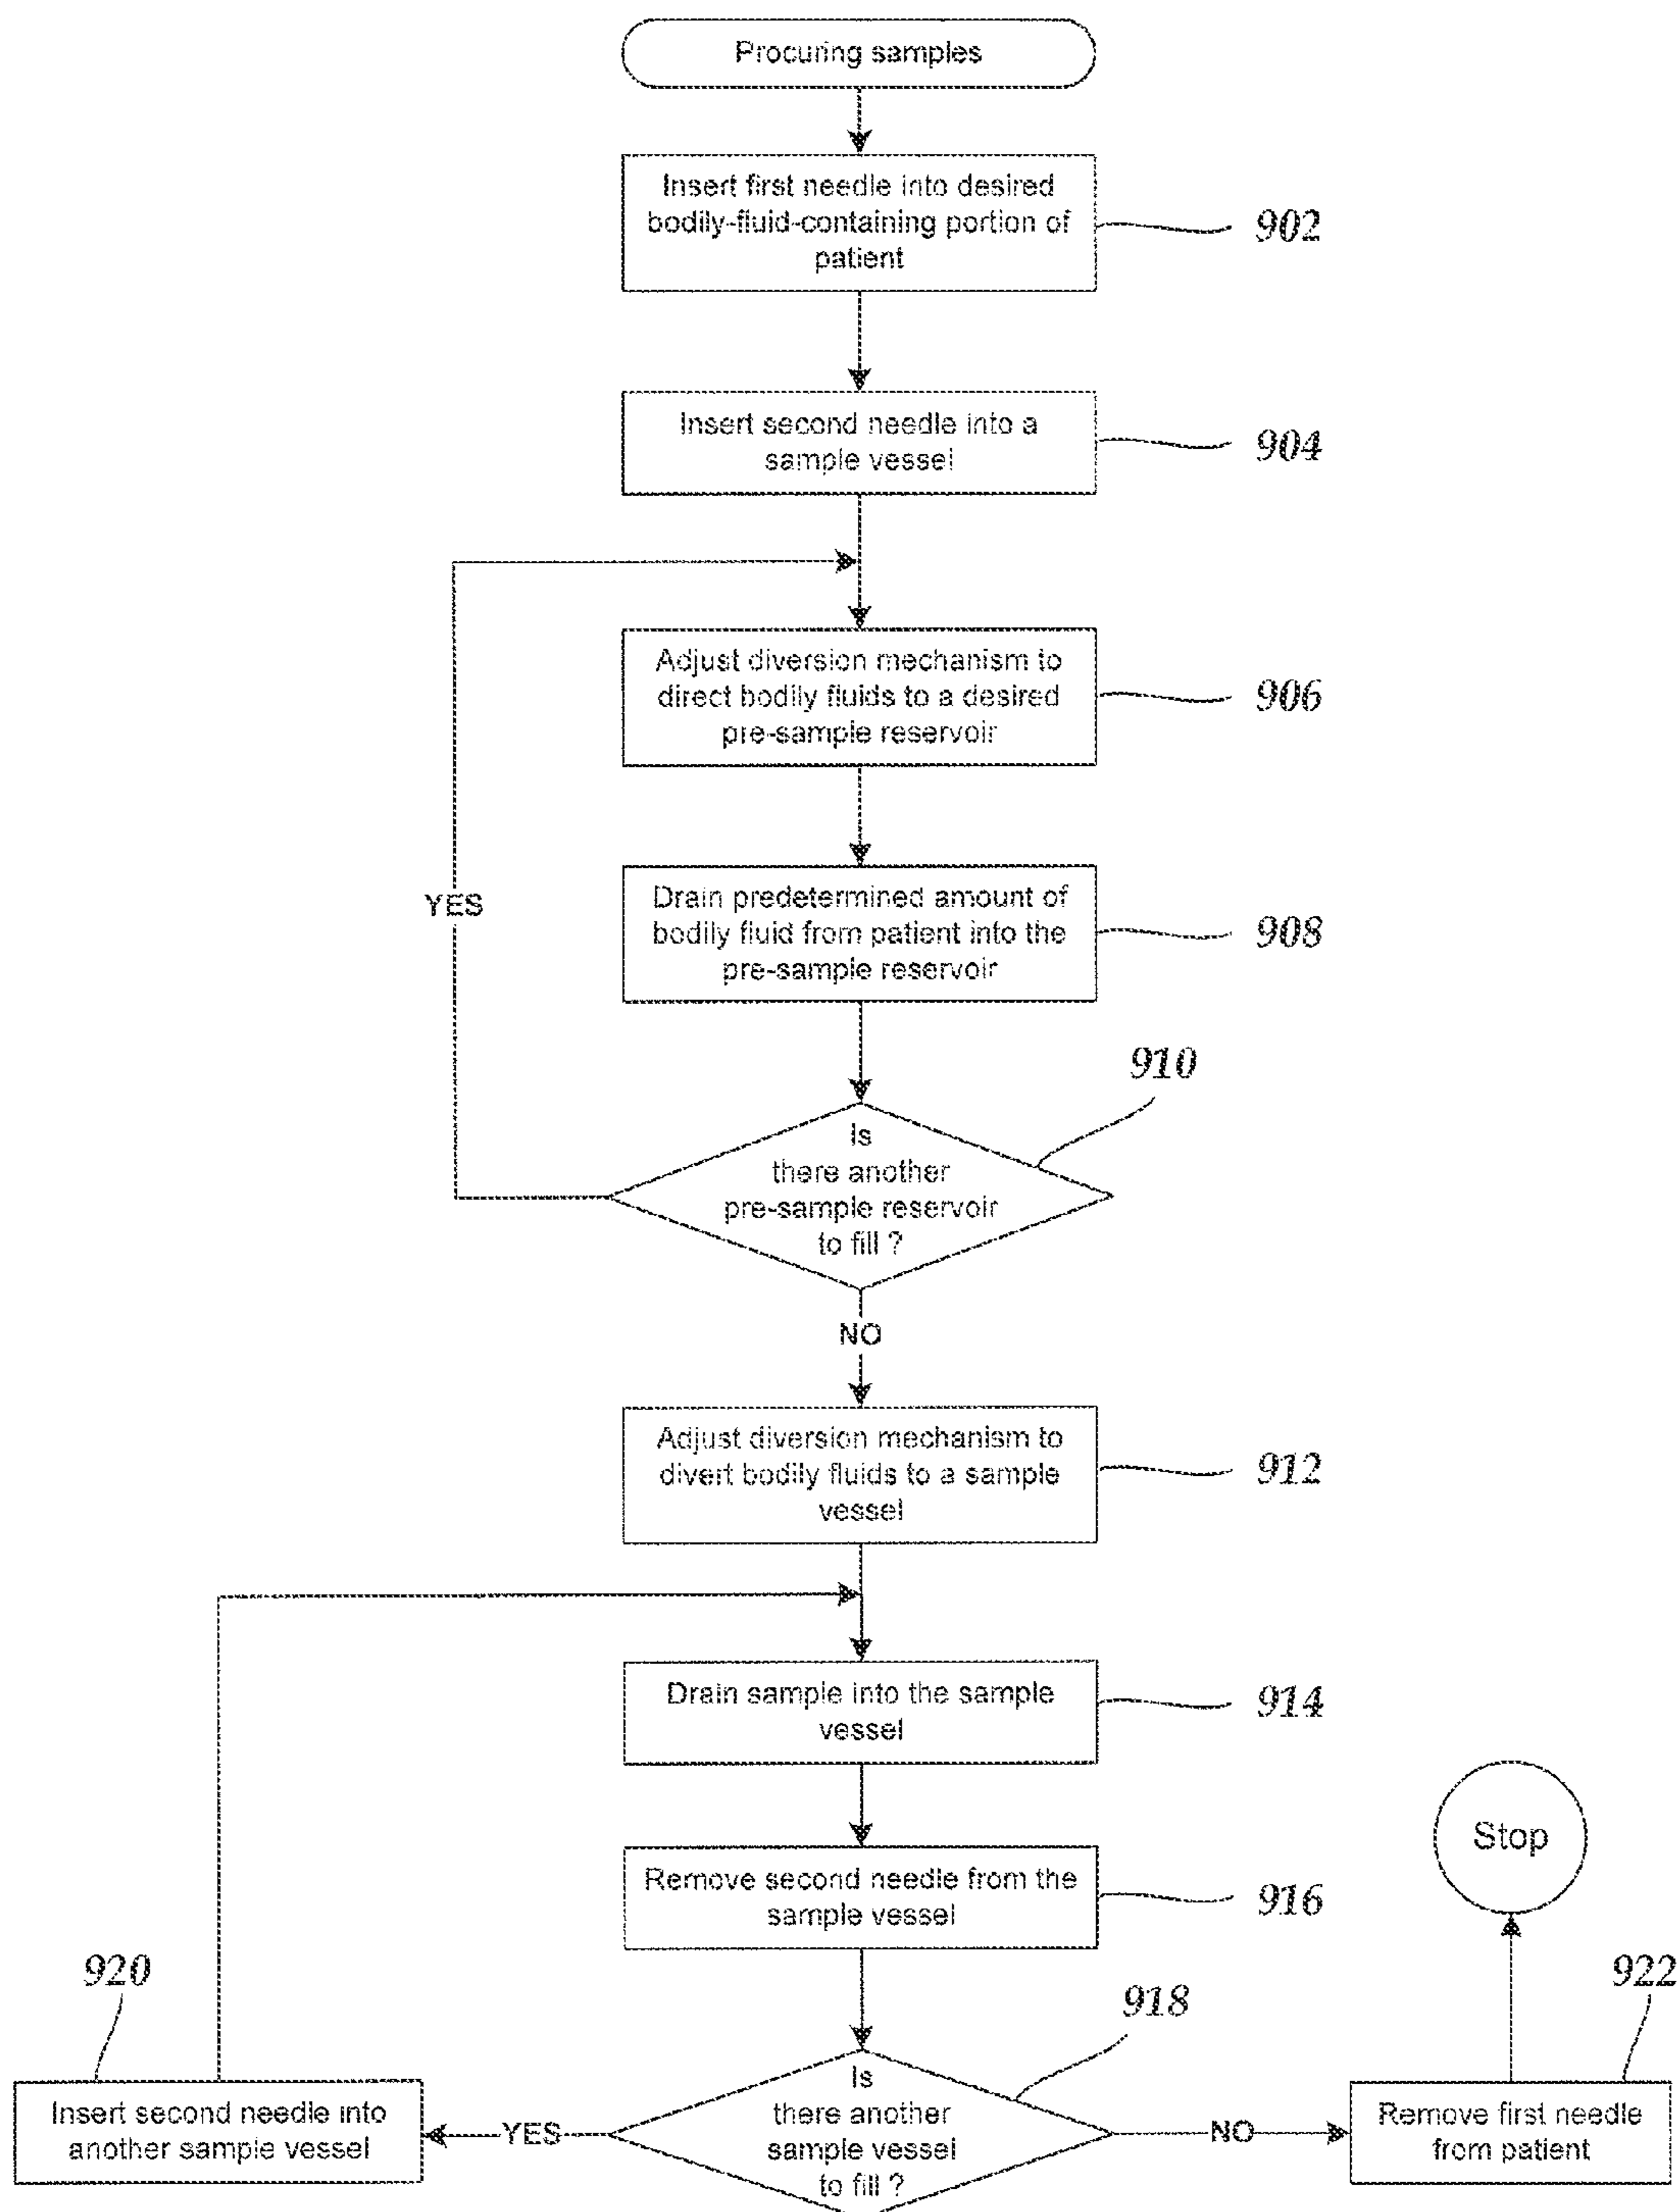 Procuring samples
Insert first needle into desired
bodily-fluid-containing portion of
patient
902
Insert second needle into a
sample vessel
904
Adjust diversion mechanism to
direct bodily fluids to a desired
pre-sample reservoir
906
YES
Drain predetermined amount of
bodily fluid from patient into the
pre-sample reservoir
908
910
Is
there another
pre-sample reservoir
to fill ?
NO
Adjust diversion mechanism to
divert bodily fluids to a sample
vessel
912
Drain sample into the sample
vessel
914
Stop
Remove second needle from the
sample vessel
916
920
918
922
Insert second needle into
another sample vessel
YES
Is
there another
sample vessel
to fill ?
NO
Remove first needle
from patient